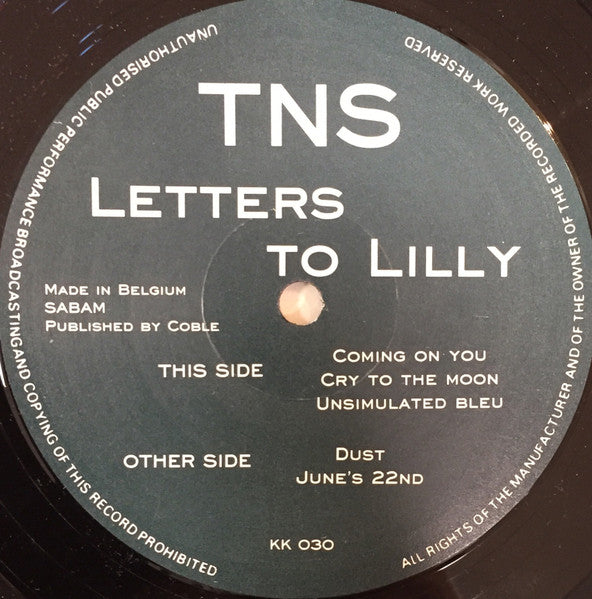 TNS
LETTERS
TO LILLY
MADE IN BELGIUM
SABAM
PUBLISHED BY COBLE
THIS SIDE
COMING ON YOU
CRY TO THE MOON
UNSIMULATED BLEU
OTHER SIDE
DUST
JUNE'S 22ND
KK 030
ALL RIGHTS OF THE MANUFACTURER AND OF THE OWNER OF THE RECORDED WORK RESERVED
UNAUTHORISED PUBLIC PERFORMANCE BROADCASTING AND COPYING OF THIS RECORD PROHIBITED